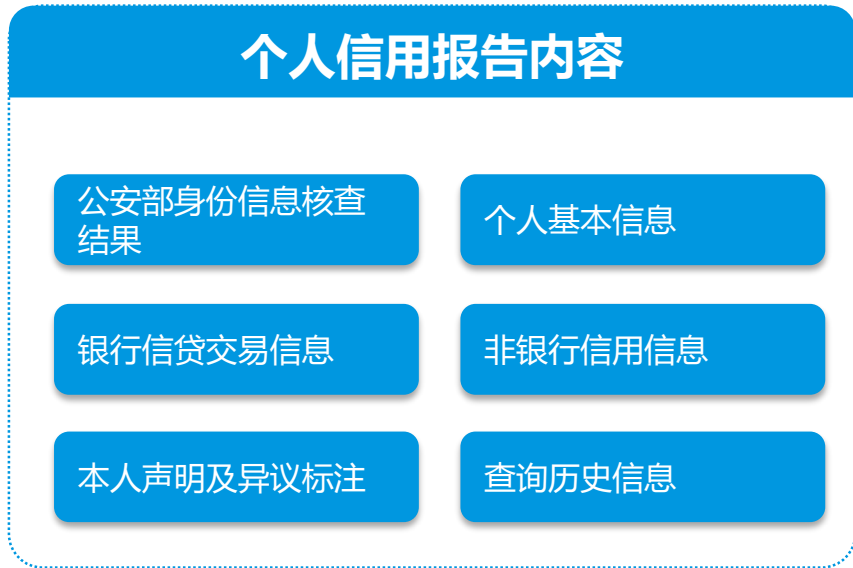 个人信用报告内容
公安部身份信息核查
结果
个人基本信息
银行信贷交易信息
非银行信用信息
本人声明及异议标注
查询历史信息